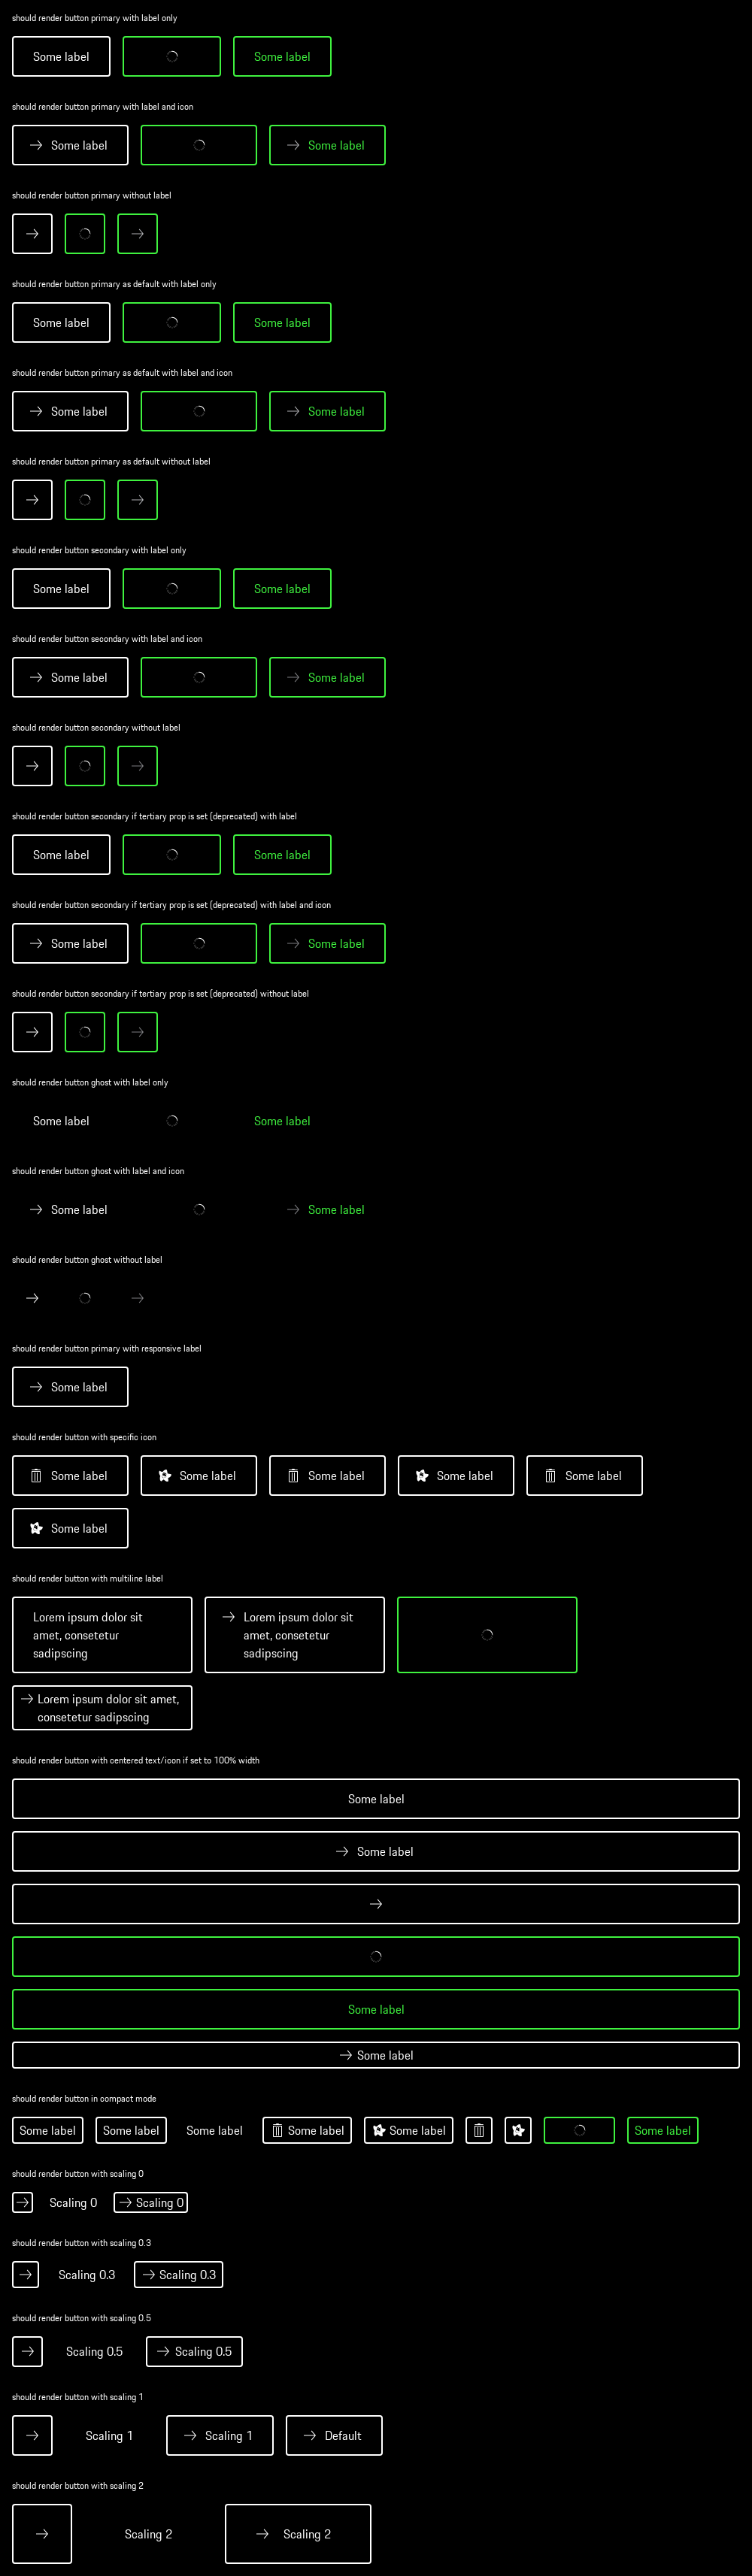 should render button primary with label only
Some label Some label
should render button primary with label and icon
Some label Some label
should render button primary without label
should render button primary as default with label only
Some label Some label
should render button primary as default with label and icon
Some label Some label
should render button primary as default without label
should render button secondary with label only
Some label Some label
should render button secondary with label and icon
Some label Some label
should render button secondary without label
should render button secondary if tertiary prop is set (deprecated) with label
Some label Some label
should render button secondary if tertiary prop is set (deprecated) with label and icon
Some label Some label
should render button secondary if tertiary prop is set (deprecated) without label
should render button ghost with label only
Some label Some label
should render button ghost with label and icon
Some label Some label
should render button ghost without label
should render button primary with responsive label
Some label
should render button with specific icon
Some label Some label Some label Some label Some label
Some label
should render button with multiline label
Lorem ipsum dolor sit
amet, consetetur
sadipscing
Lorem ipsum dolor sit
amet, consetetur
sadipscing
Lorem ipsum dolor sit amet,
consetetur sadipscing
should render button with centered text/icon if set to 100% width
Some label
Some label
Some label
Some label
should render button in compact mode
Some label Some label Some label Some label Some label Some label
should render button with scaling 0
Scaling 0 Scaling 0
should render button with scaling 0.3
Scaling 0.3 Scaling 0.3
should render button with scaling 0.5
Scaling 0.5 Scaling 0.5
should render button with scaling 1
Scaling 1 Scaling 1 Default
should render button with scaling 2
Scaling 2 Scaling 2